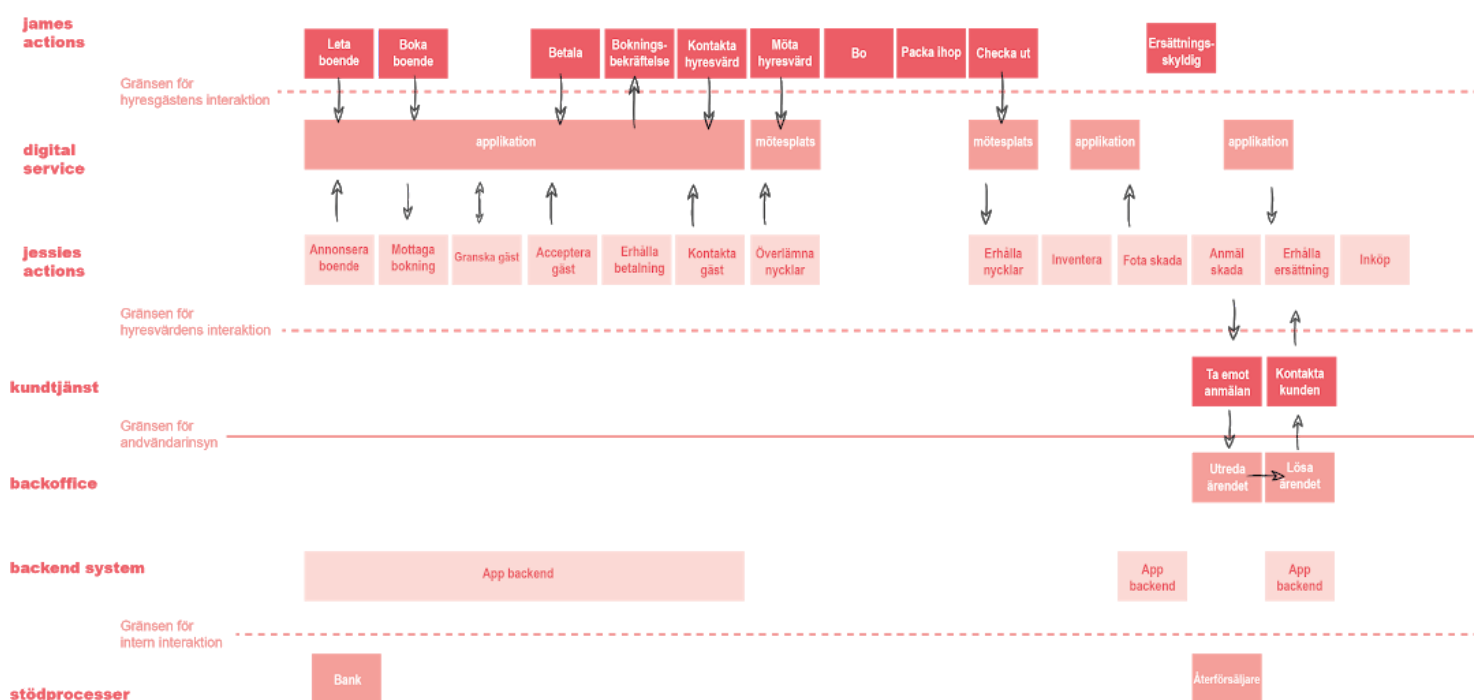 james
actions
Leta
boende
Boka
boende
Betala
Boknings-
bekräftelse
Kontakta
hyresvärd
Möta
hyresvärd
Bo
Packa ihop
Checka ut
Ersättnings-
skyldig
Gränsen för
hyresgästens interaktion
digital
service
applikation
mötesplats
mötesplats
applikation
applikation
jessies
actions
Annonsera
boende
Mottaga
bokning
Granska gäst
Acceptera
gäst
Erhålla
betalning
Kontakta
gäst
Överlämna
nycklar
Erhålla
nycklar
Inventera
Fota skada
Anmäl
skada
Erhålla
ersättning
Inköp
Gränsen för
hyresvärdens interaktion
kundtjänst
Ta emot
anmälan
Kontakta
kunden
Gränsen för
andvändarinsyn
backoffice
Utreda
ärendet
Lösa
ärendet
backend system
App backend
App
backend
App
backend
Gränsen för
intern interaktion
stödprocesser
Bank
Återförsäljare